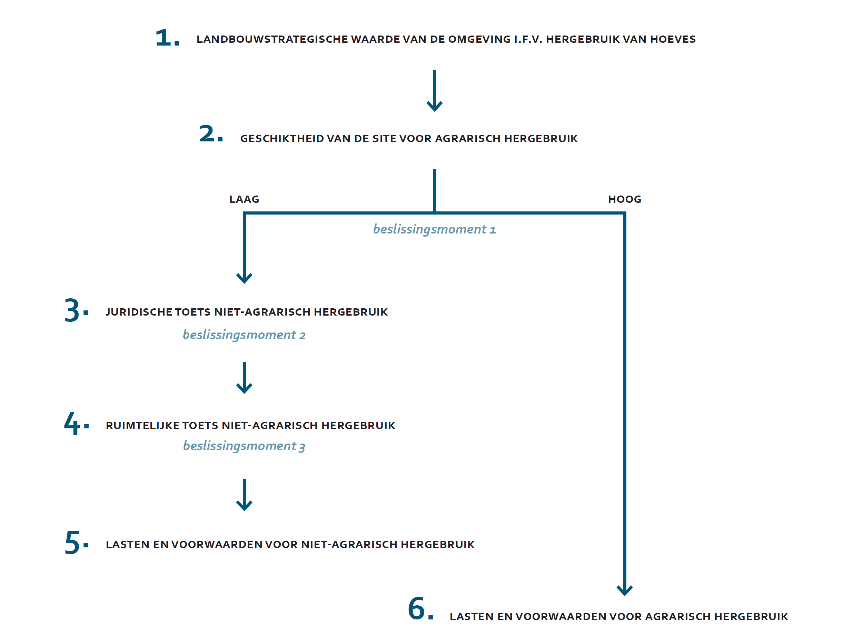 1. LANDBOUWSTRATEGISCHE WAARDE VAN DE OMGEVING I.F.V. HERGEBRUIK VAN HOEVES
2. GESCHIKTHEID VAN DE SITE VOOR AGRARISCH HERGEBRUIK
LAAG
HOOG
beslissingsmoment 1
3. JURIDISCHE TOETS NIET-AGRARISCH HERGEBRUIK
beslissingsmoment 2
4. RUIMTELIJKE TOETS NIET-AGRARISCH HERGEBRUIK
beslissingsmoment 3
5. LASTEN EN VOORWAARDEN VOOR NIET-AGRARISCH HERGEBRUIK
6. LASTEN EN VOORWAARDEN VOOR AGRARISCH HERGEBRUIK